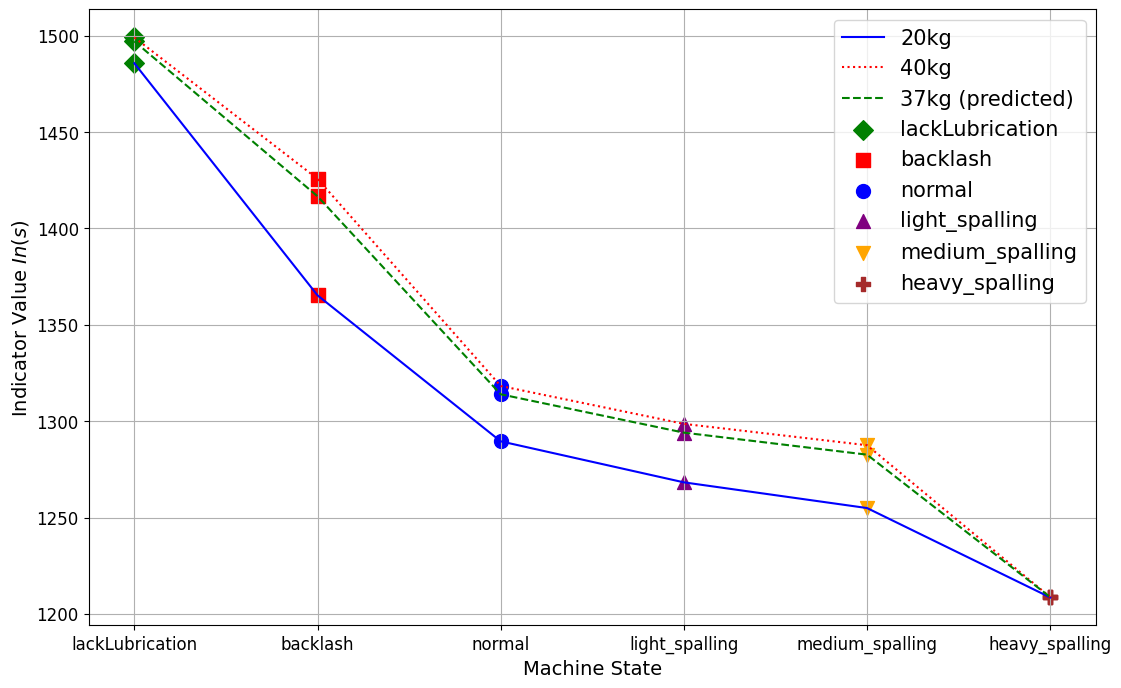 1500
1450
1400
1350
1300
1250
1200
Indicator Value In(s)
20kg
40kg
37kg (predicted)
lackLubrication
backlash
normal
light_spalling
medium_spalling
heavy_spalling
lackLubrication backlash normal light_spalling medium_spalling heavy_spalling
Machine State